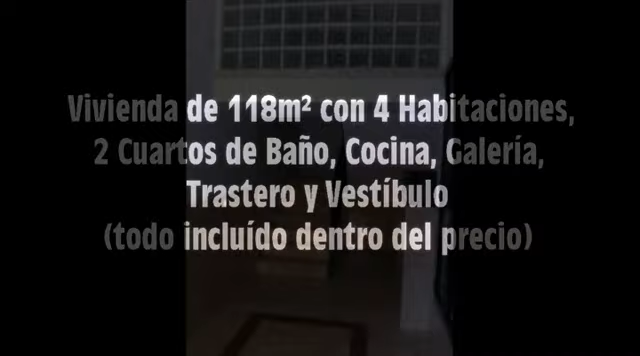 Vivienda de 118m² con 4 Habitaciones,
2 Cuartos de Baño, Cocina, Galería,
Trastero y Vestíbulo
(todo incluído dentro del precio)